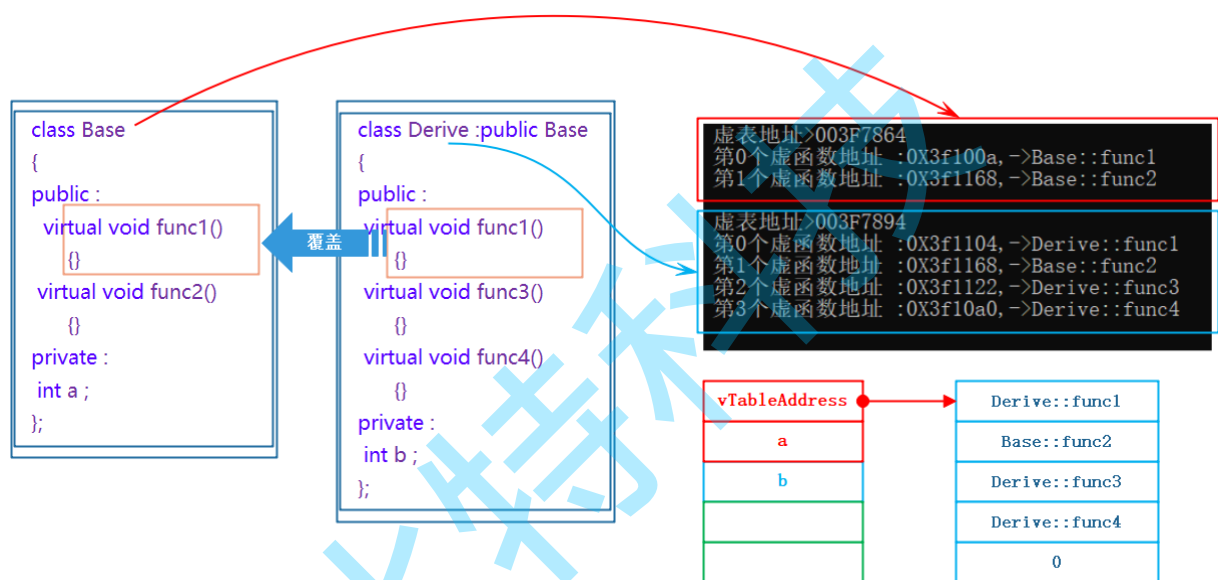 class Base
{
public :
virtual void func1()
{}
virtual void func2()
{}
private :
int a ;
};
覆盖
class Derive :public Base
{
public :
virtual void func1()
{}
virtual void func3()
{}
virtual void func4()
{}
private :
int b ;
};
虚表地址>003F7864
第0个虚函数地址 :0X3f100a,->Base::func1
第1个虚函数地址 :0X3f1168,->Base::func2
虚表地址>003F7894
第0个虚函数地址 :0X3f1104,->Derive::func1
第1个虚函数地址 :0X3f1168,->Base::func2
第2个虚函数地址 :0X3f1122,->Derive::func3
第3个虚函数地址 :0X3f10a0,->Derive::func4
vTableAddress
a
b
Derive::func1
Base::func2
Derive::func3
Derive::func4
0
特科技